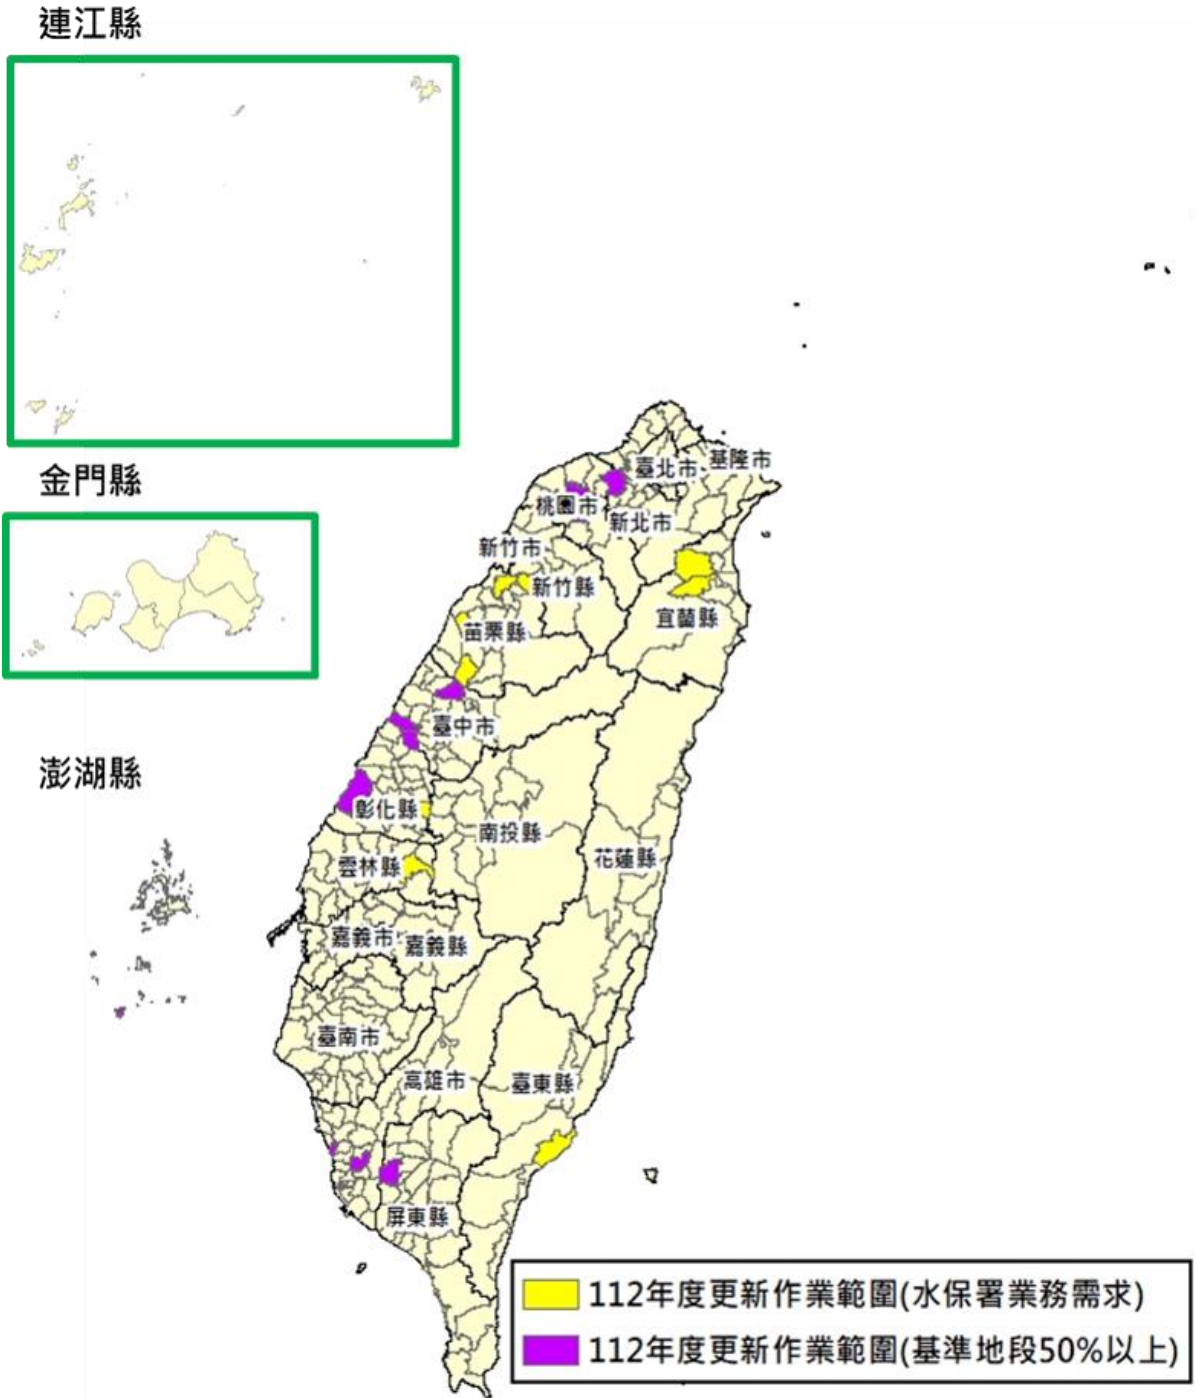 連江縣
金門縣
澎湖縣
臺北市
基隆市
桃園市
新北市
新竹市
新竹縣
宜蘭縣
苗栗縣
臺中市
彰化縣
南投縣
花蓮縣
雲林縣
嘉義市
嘉義縣
臺南市
高雄市
臺東縣
屏東縣
112年度更新作業範圍(水保署業務需求)
112年度更新作業範圍(基準地段50%以上)